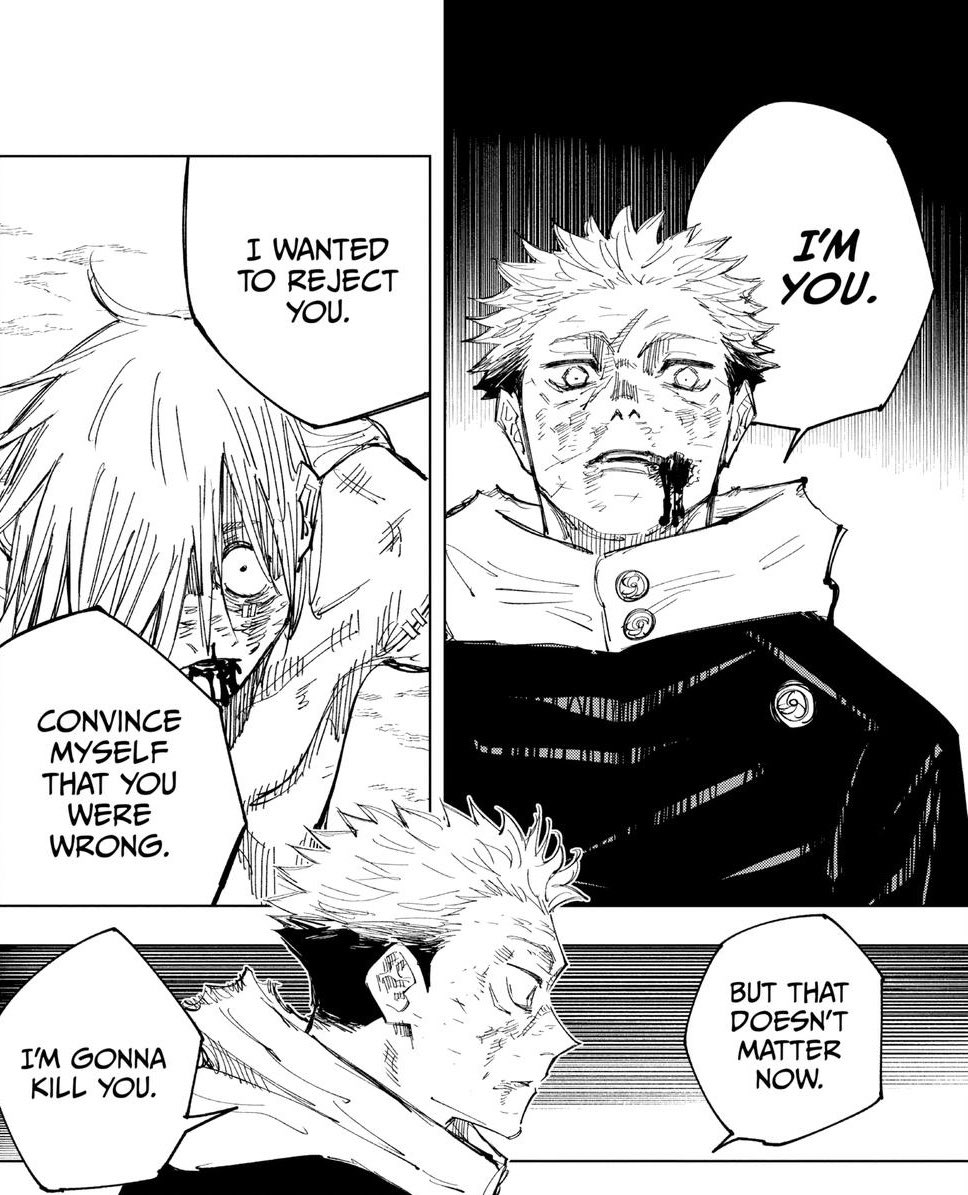 I'M
YOU.
I WANTED
TO REJECT
YOU.
CONVINCE
MYSELF
THAT YOU
WERE
WRONG.
BUT THAT
DOESN'T
MATTER
NOW.
I'M GONNA
KILL YOU.